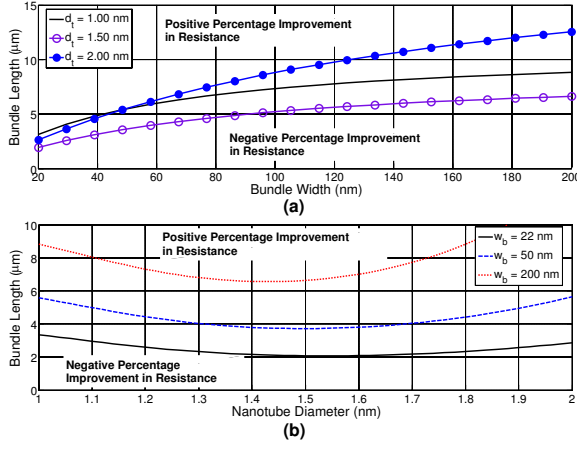 15
10
5
0
Bundle Length (μm)
d_t = 1.00 nm
d_t = 1.50 nm
d_t = 2.00 nm
Positive Percentage Improvement
in Resistance
Negative Percentage Improvement
in Resistance
20 40 60 80 100 120 140 160 180 200
Bundle Width (nm)
(a)
10
8
6
4
2
0
Bundle Length (μm)
Positive Percentage Improvement
in Resistance
w_b = 22 nm
w_b = 50 nm
w_b = 200 nm
Negative Percentage
Improvement in Resistance
1 1.1 1.2 1.3 1.4 1.5 1.6 1.7 1.8 1.9 2
Nanotube Diameter (nm)
(b)